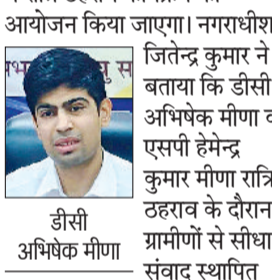 आयोजन किया जाएगा। नगराधीश
जितेन्द्र कुमार ने
बताया कि डीसी
अभिषेक मीणा व
एसपी हेमेन्द्र
कुमार मीणा रात्रि
ठहराव के दौरान
ग्रामीणों से सीधा
संवाद स्थापित
डीसी
अभिषेक मीणा